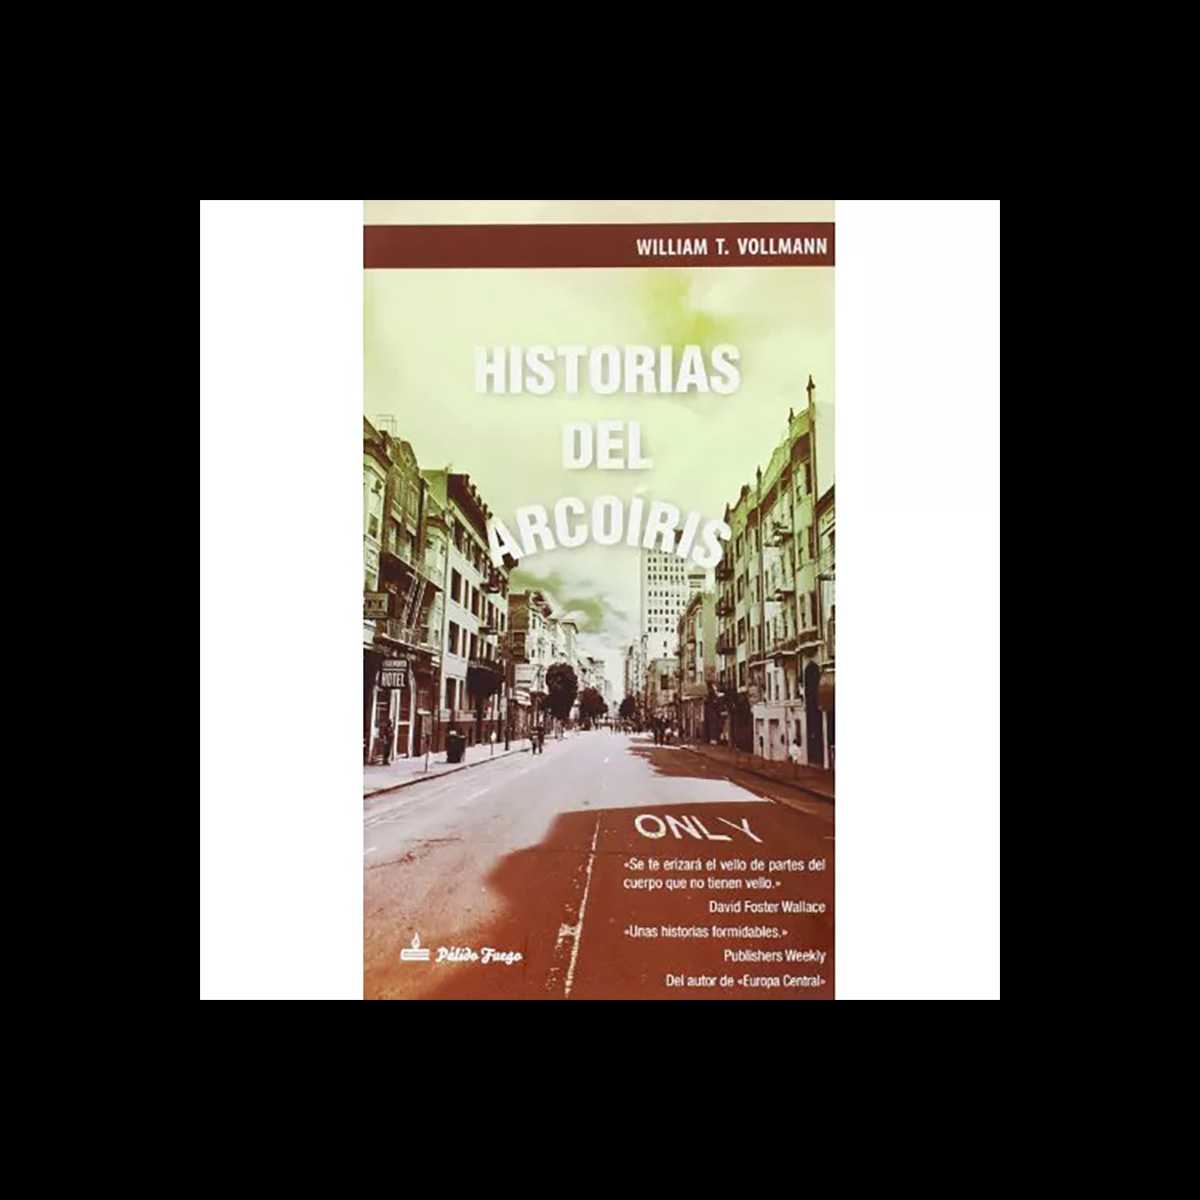 WILLIAM T. VOLLMANN
HISTORIAS
DEL
ARCOÍRIS
HOTEL
ONLY
«Se te erizará el vello de partes del
cuerpo que no tienen vello.»
David Foster Wallace
«Unas historias formidables.»
Publishers Weekly
Del autor de «Europa Central»
Pálido Fuego